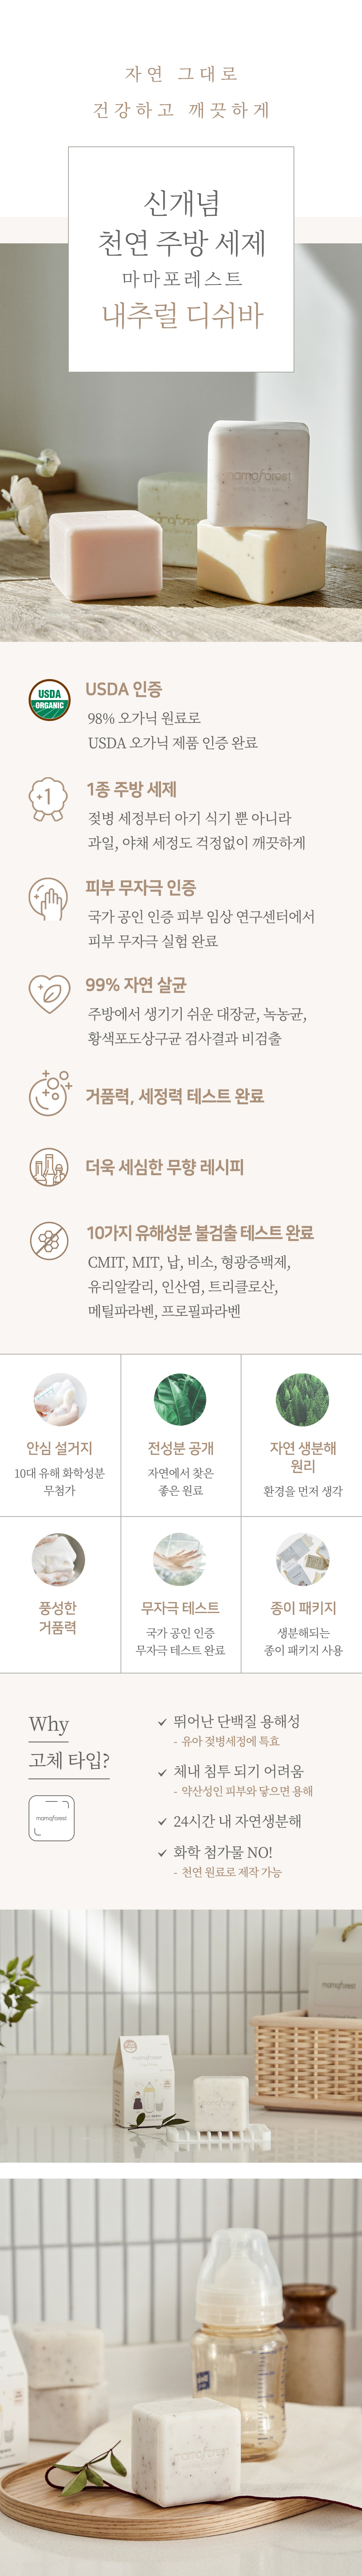 자연 그대로
건강하고 깨끗하게
신개념
천연 주방 세제
마마포레스트
내추럴 디쉬바
mamaforest
mamaforest
USDA
ORGANIC
USDA 인증
98% 오가닉 원료로
USDA 오가닉 제품 인증 완료
+1
1종 주방 세제
젖병 세정부터 아기 식기 뿐 아니라
과일, 야채 세정도 걱정없이 깨끗하게
피부 무자극 인증
국가 공인 인증 피부 임상 연구센터에서
피부 무자극 실험 완료
99% 자연 살균
주방에서 생기기 쉬운 대장균, 녹농균,
황색포도상구균 검사결과 비검출
거품력, 세정력 테스트 완료
더욱 세심한 무향 레시피
10가지 유해성분 불검출 테스트 완료
CMIT, MIT, 납, 비소, 형광증백제,
유리알칼리, 인산염, 트리클로산,
메틸파라벤, 프로필파라벤
안심 설거지
10대 유해 화학성분
무첨가
전성분 공개
자연에서 찾은
좋은 원료
자연 생분해
원리
환경을 먼저 생각
풍성한
거품력
무자극 테스트
국가 공인 인증
무자극 테스트 완료
종이 패키지
생분해되는
종이 패키지 사용
Why
고체 타입?
mamaforest
뛰어난 단백질 용해성
- 유아 젖병세정에 특효
체내 침투 되기 어려움
- 약산성인 피부와 닿으면 용해
24시간 내 자연생분해
화학 첨가물 NO!
- 천연 원료로 제작 가능
mamaforest
mamaforest
mamaforest